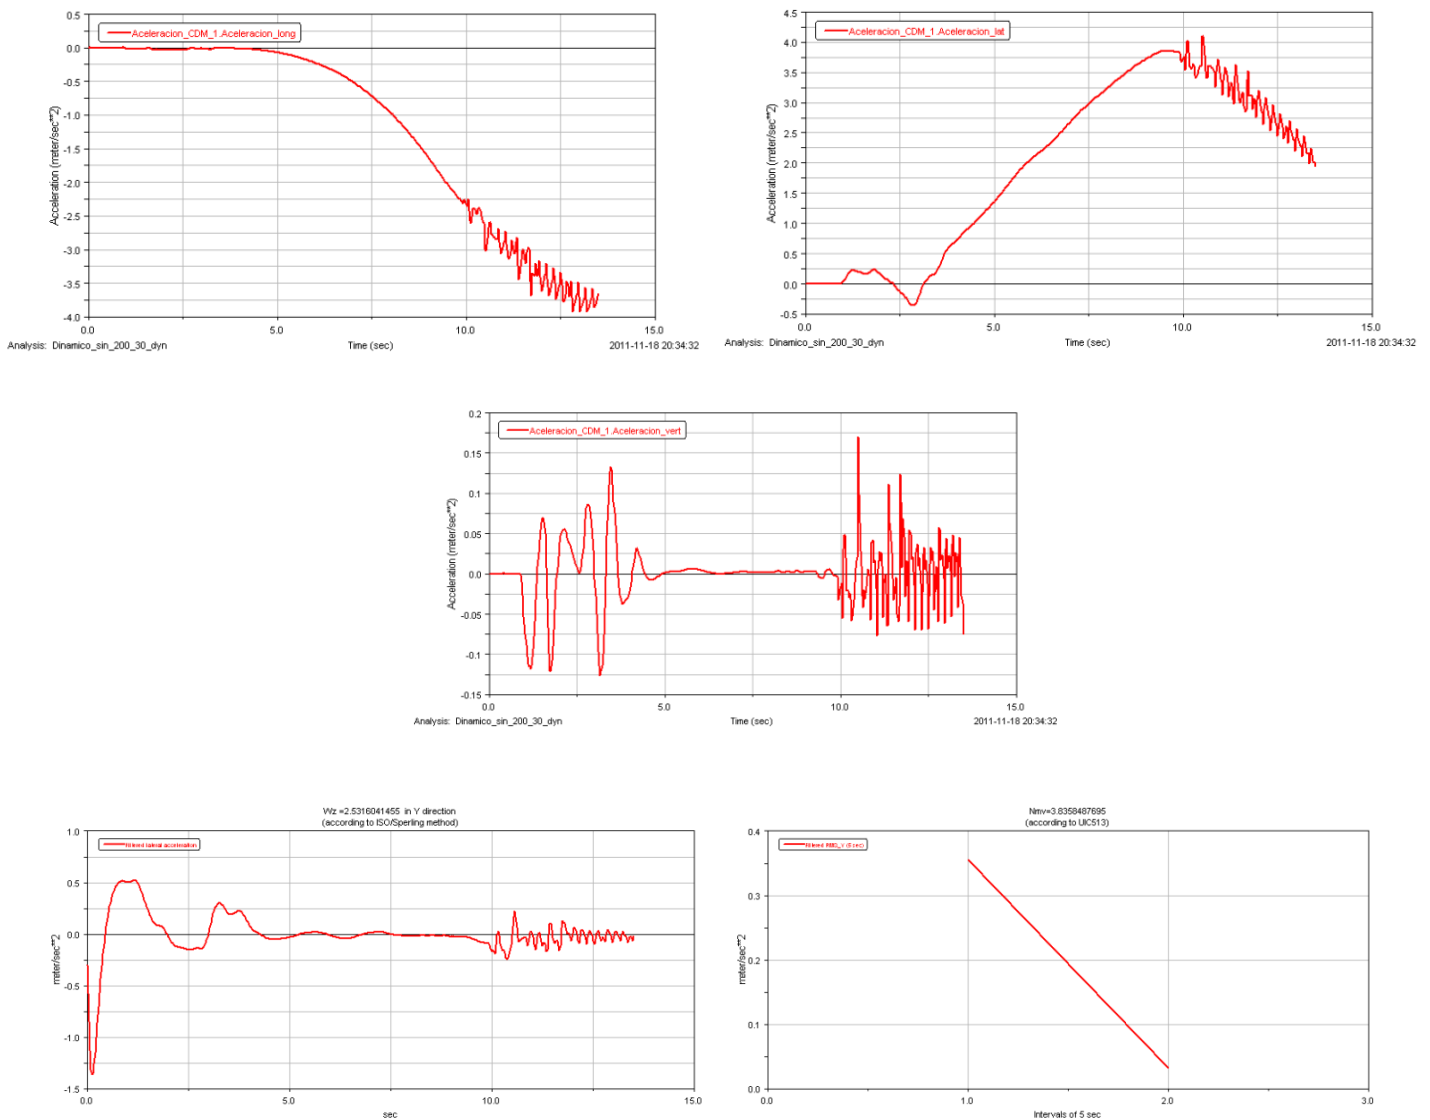 Aceleracion_CDM_1.Aceleracion_long
Acceleration (meter/sec**2)
0.5
0.0
-0.5
-1.0
-1.5
-2.0
-2.5
-3.0
-3.5
-4.0
0.0 5.0 10.0 15.0
Analysis: Dinamico_sin_200_30_dyn Time (sec) 2011-11-18 20:34:32
Aceleracion_CDM_1.Aceleracion_lat
Acceleration (meter/sec**2)
4.5
4.0
3.5
3.0
2.5
2.0
1.5
1.0
0.5
0.0
-0.5
0.0 5.0 10.0 15.0
Analysis: Dinamico_sin_200_30_dyn Time (sec) 2011-11-18 20:34:32
Aceleracion_CDM_1.Aceleracion_vert
Acceleration (meter/sec**2)
0.2
0.15
0.1
0.05
0.0
-0.05
-0.1
-0.15
0.0 5.0 10.0 15.0
Analysis: Dinamico_sin_200_30_dyn Time (sec) 2011-11-18 20:34:32
Wz =2.5316041455 in Y direction
(according to ISO/Sperling method)
filtered lateral acceleration
meter/sec**2
1.0
0.5
0.0
-0.5
-1.0
-1.5
0.0 5.0 10.0 15.0
sec
Nmv=3.8358487695
(according to UIC513)
filtered RMS_Y (5 sec)
meter/sec**2
0.4
0.3
0.2
0.1
0.0
0.0 1.0 2.0 3.0
Intervals of 5 sec